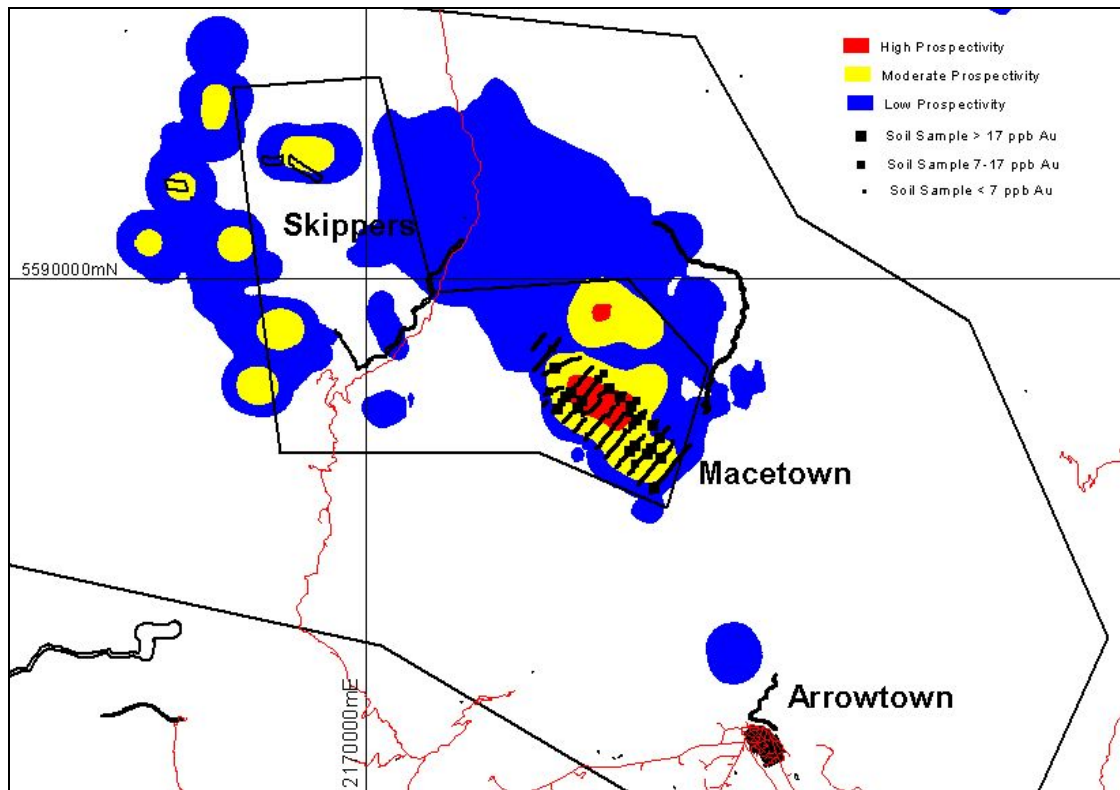 High Prospectivity
Moderate Prospectivity
Low Prospectivity
Soil Sample > 17 ppb Au
Soil Sample 7-17 ppb Au
Soil Sample < 7 ppb Au
Skippers
5590000mN
Macetown
2170000mE
Arrowtown